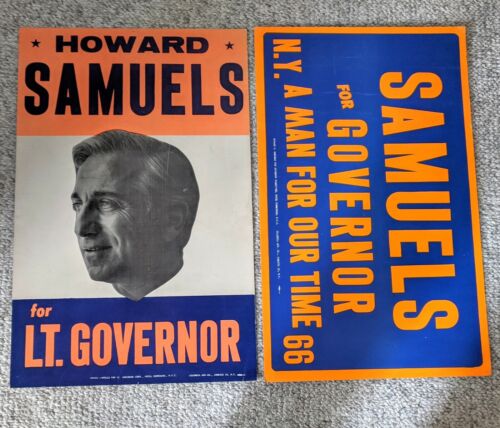 ★ HOWARD ★
SAMUELS
for
LT. GOVERNOR
SAMUELS
FOR GOVERNOR
N.Y. A MAN FOR OUR TIME 66